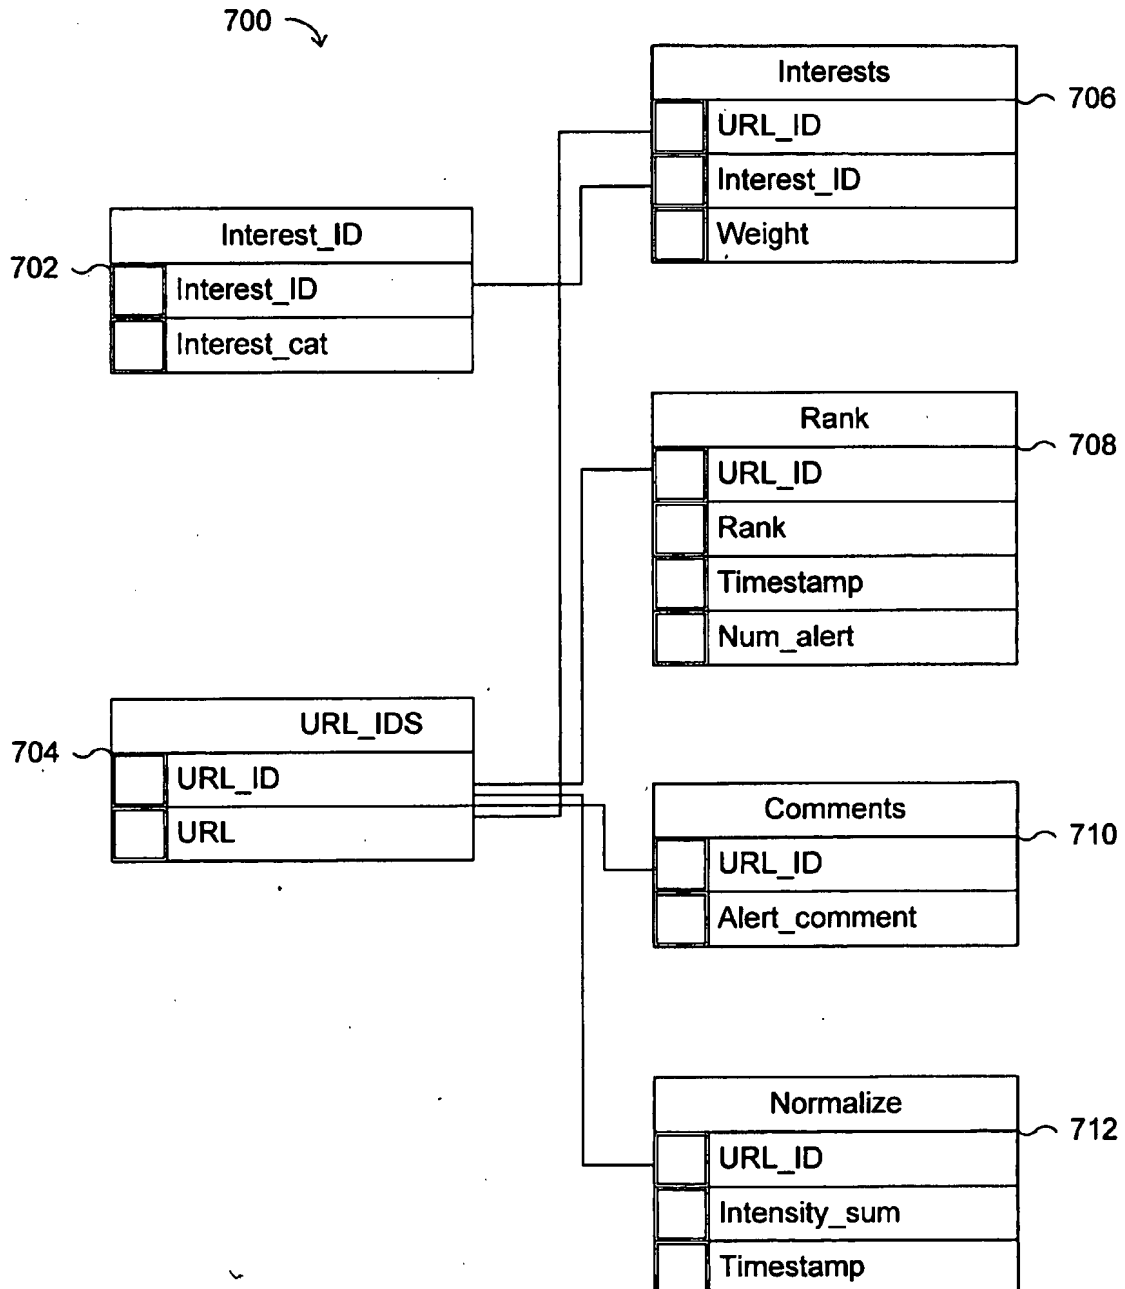 700
Interests
706
URL_ID
Interest_ID
Weight
Interest_ID
702
Interest_ID
Interest_cat
Rank
708
URL_ID
Rank
Timestamp
Num_alert
URL_IDS
704
URL_ID
URL
Comments
710
URL_ID
Alert_comment
Normalize
712
URL_ID
Intensity_sum
Timestamp